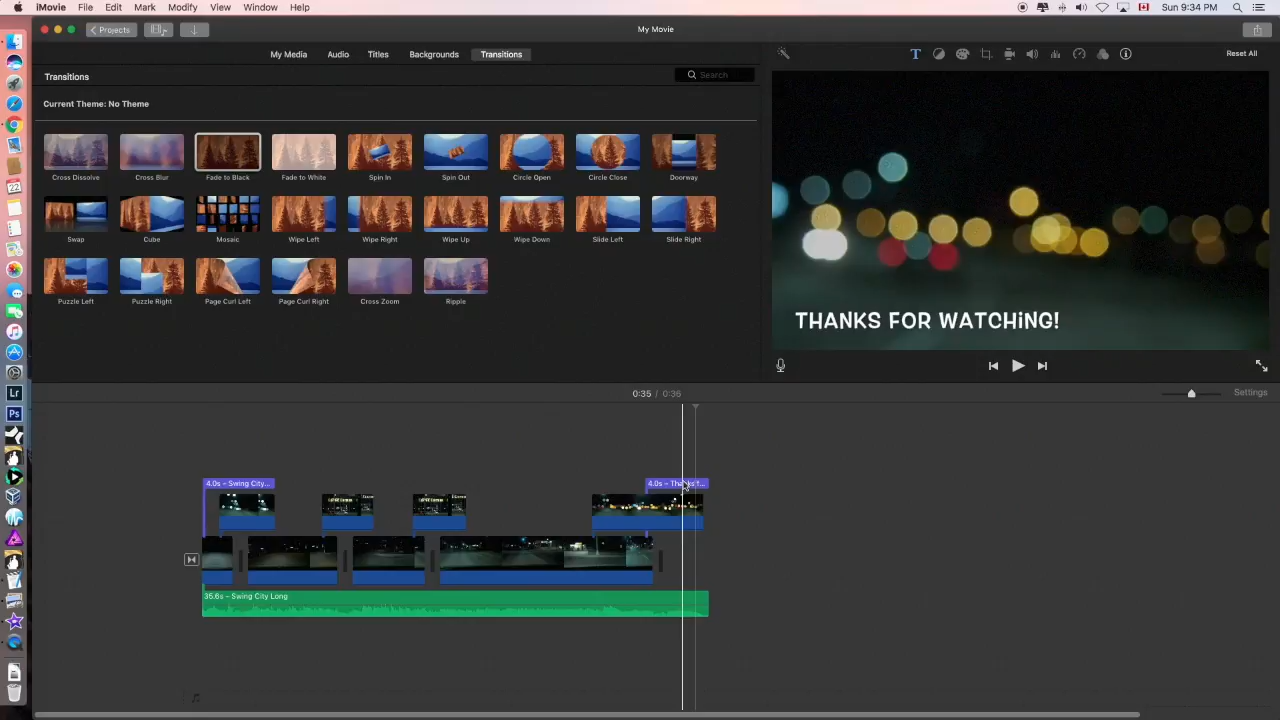 iMovie File Edit Mark Modify View Window Help Sun 9:34 PM
Projects My Movie
My Media Audio Titles Backgrounds Transitions T Reset All
Transitions Search
Current Theme: No Theme
Cross Dissolve Cross Blur Fade to Black Fade to White Spin In Spin Out Circle Open Circle Close Doorway
Swap Cube Mosaic Wipe Left Wipe Right Wipe Up Wipe Down Slide Left Slide Right
Puzzle Left Puzzle Right Page Curl Left Page Curl Right Cross Zoom Ripple
THANKS FOR WATCHiNG!
0:35 / 0:36 Settings
4.0s – Swing City... 4.0s – Thanks f...
35.6s – Swing City Long
Lr
Ps
22